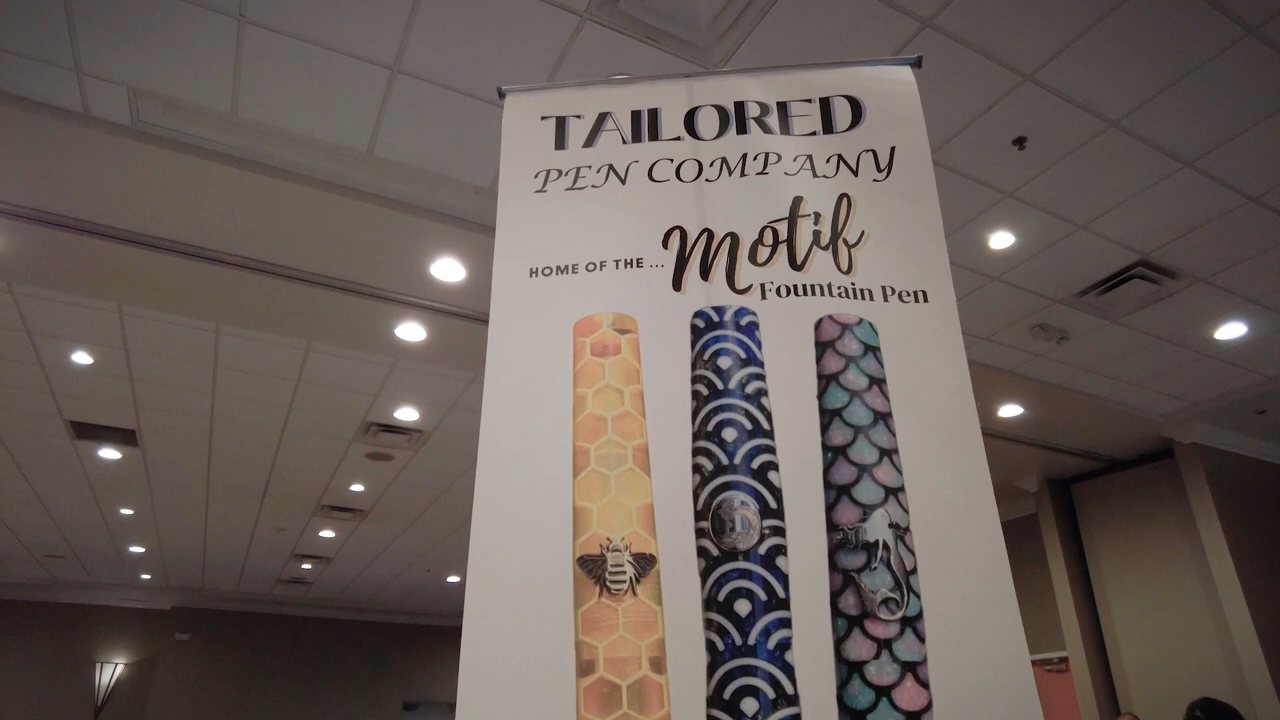 TAILORED
PEN COMPANY
HOME OF THE... Motif
Fountain Pen